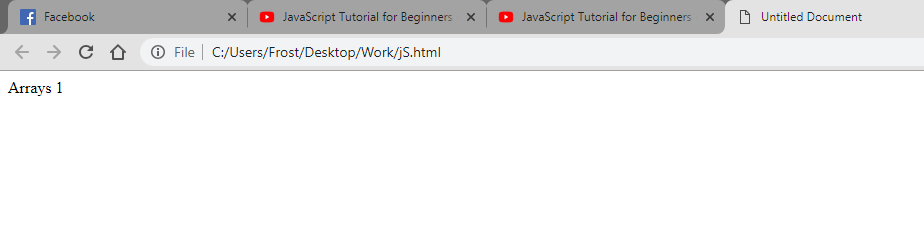 Facebook
JavaScript Tutorial for Beginners
JavaScript Tutorial for Beginners
Untitled Document
File
C:/Users/Frost/Desktop/Work/jS.html
Arrays 1